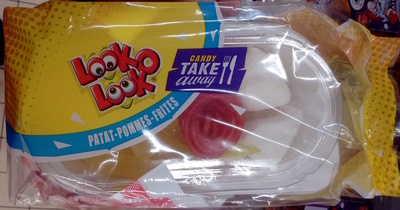 LOOK O
LOOK
CANDY
TAKE
away
PATAT-POMMES-FRITES